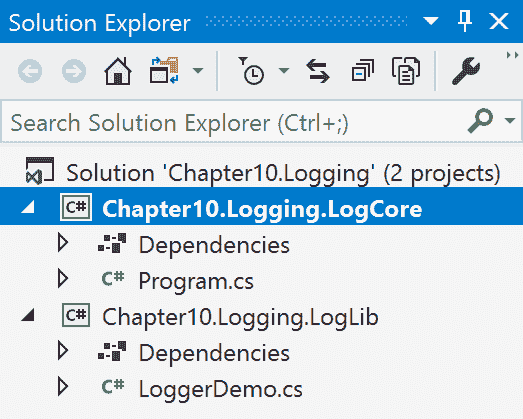 Solution Explorer
Search Solution Explorer (Ctrl+;)
Solution 'Chapter10.Logging' (2 projects)
C# Chapter10.Logging.LogCore
Dependencies
C# Program.cs
C# Chapter10.Logging.LogLib
Dependencies
C# LoggerDemo.cs